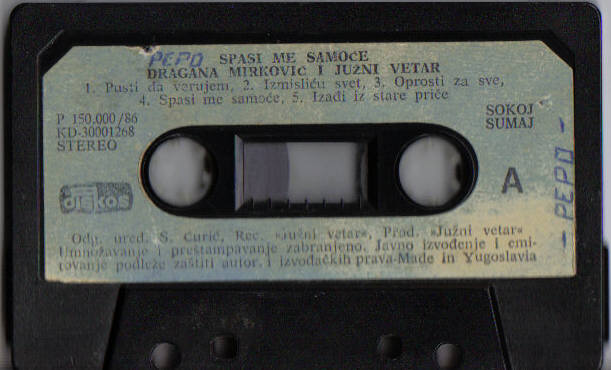 PEPO SPASI ME SAMOĆE
DRAGANA MIRKOVIĆ I JUŽNI VETAR
1. Pusti da verujem, 2. Izmisliću svet, 3. Oprosti za sve,
4. Spasi me samoće, 5. Izađi iz stare priče
P 150.000/86
KD-30001268
STEREO
SOKOJ
SUMAJ
diskos
A
PEPO
Odg. ured. S. Ćurić, Rec. »Južni vetar«, Prod. »Južni vetar«
Umnožavanje i preštampavanje zabranjeno. Javno izvođenje i emi-
tovanje podleže zaštiti autor. i izvođačkih prava-Made in Yugoslavia